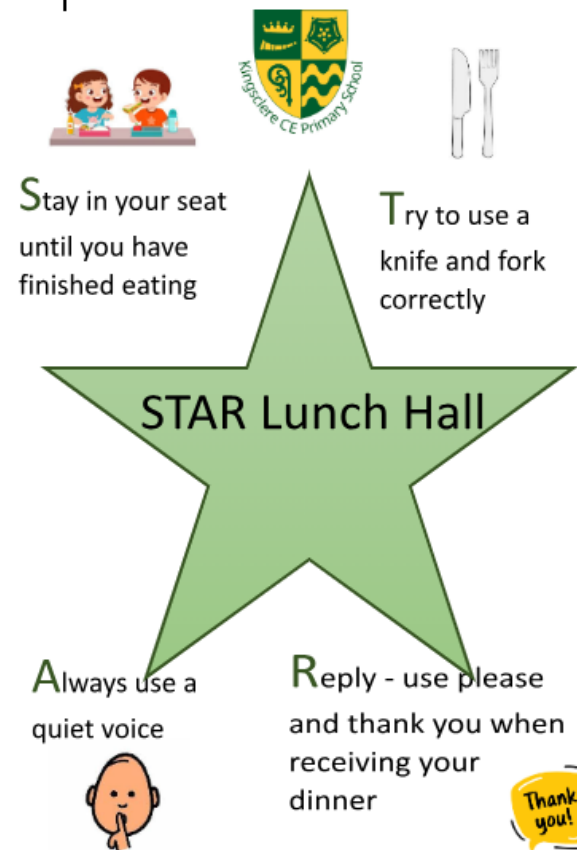 Kingsclere CE Primary School
Stay in your seat
until you have
finished eating
Try to use a
knife and fork
correctly
STAR Lunch Hall
Always use a
quiet voice
Reply - use please
and thank you when
receiving your
dinner
Thank
you!